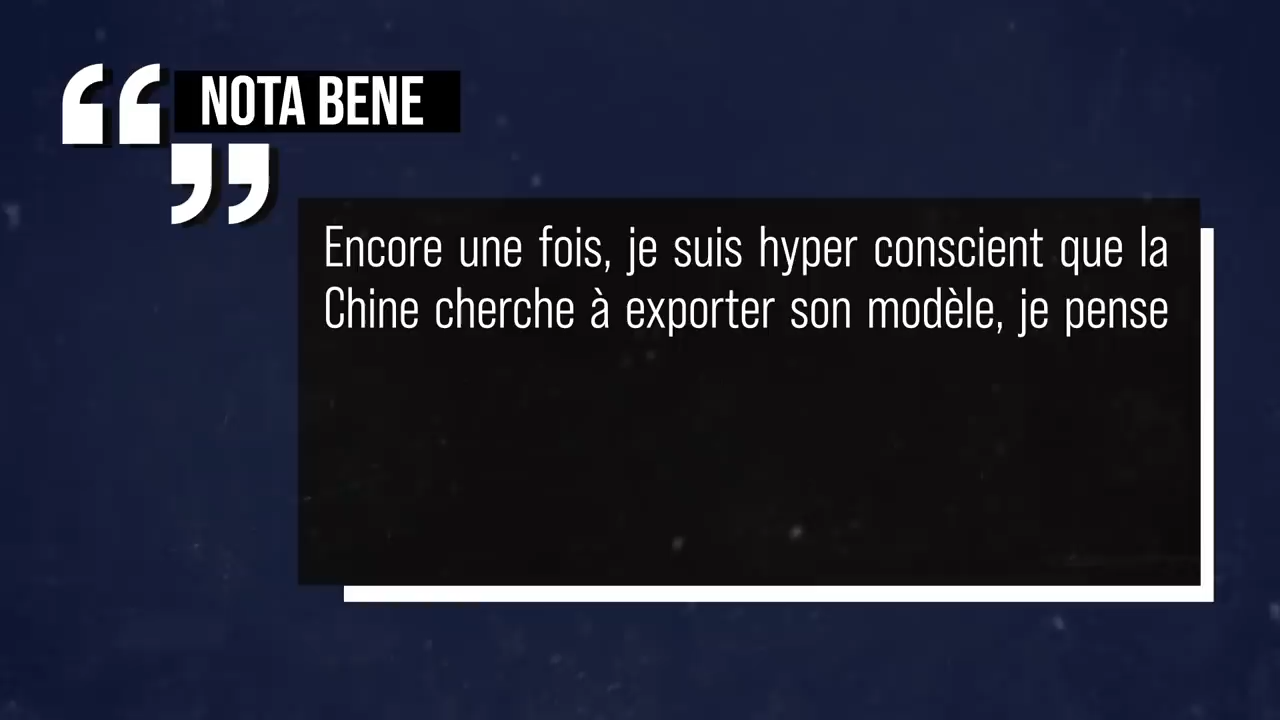 NOTA BENE
Encore une fois, je suis hyper conscient que la
Chine cherche à exporter son modèle, je pense